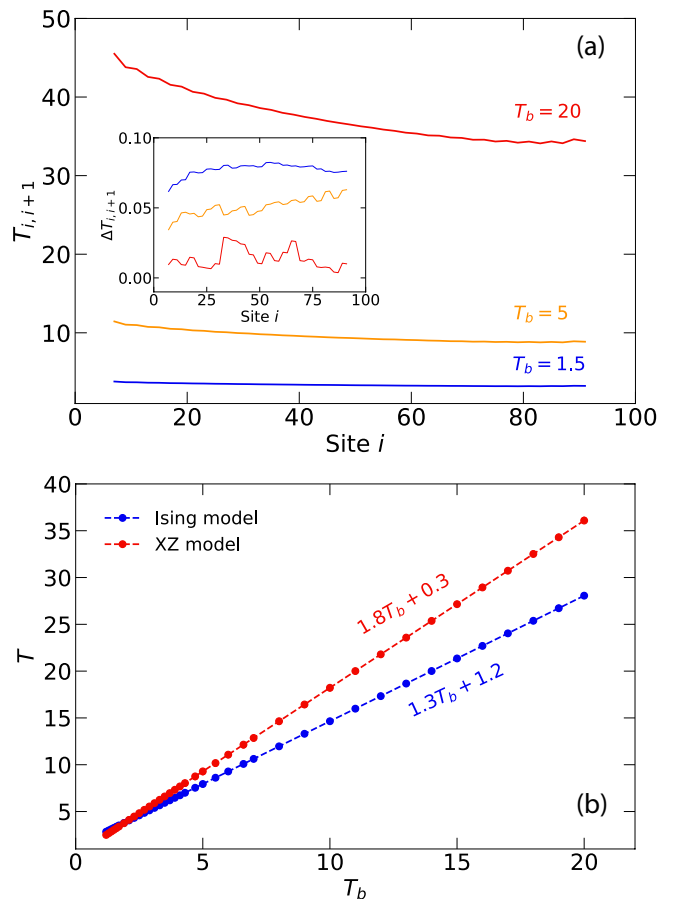 50
(a)
40
T_b = 20
30
T_{i, i+1}
0.10
ΔT_{i, i+1}
0.05
0.00
0 25 50 75 100
Site i
20
T_b = 5
10
T_b = 1.5
0 20 40 60 80 100
Site i
40
Ising model
35
XZ model
30
1.8T_b + 0.3
25
T
20
1.3T_b + 1.2
15
10
(b)
5
0 5 10 15 20
T_b